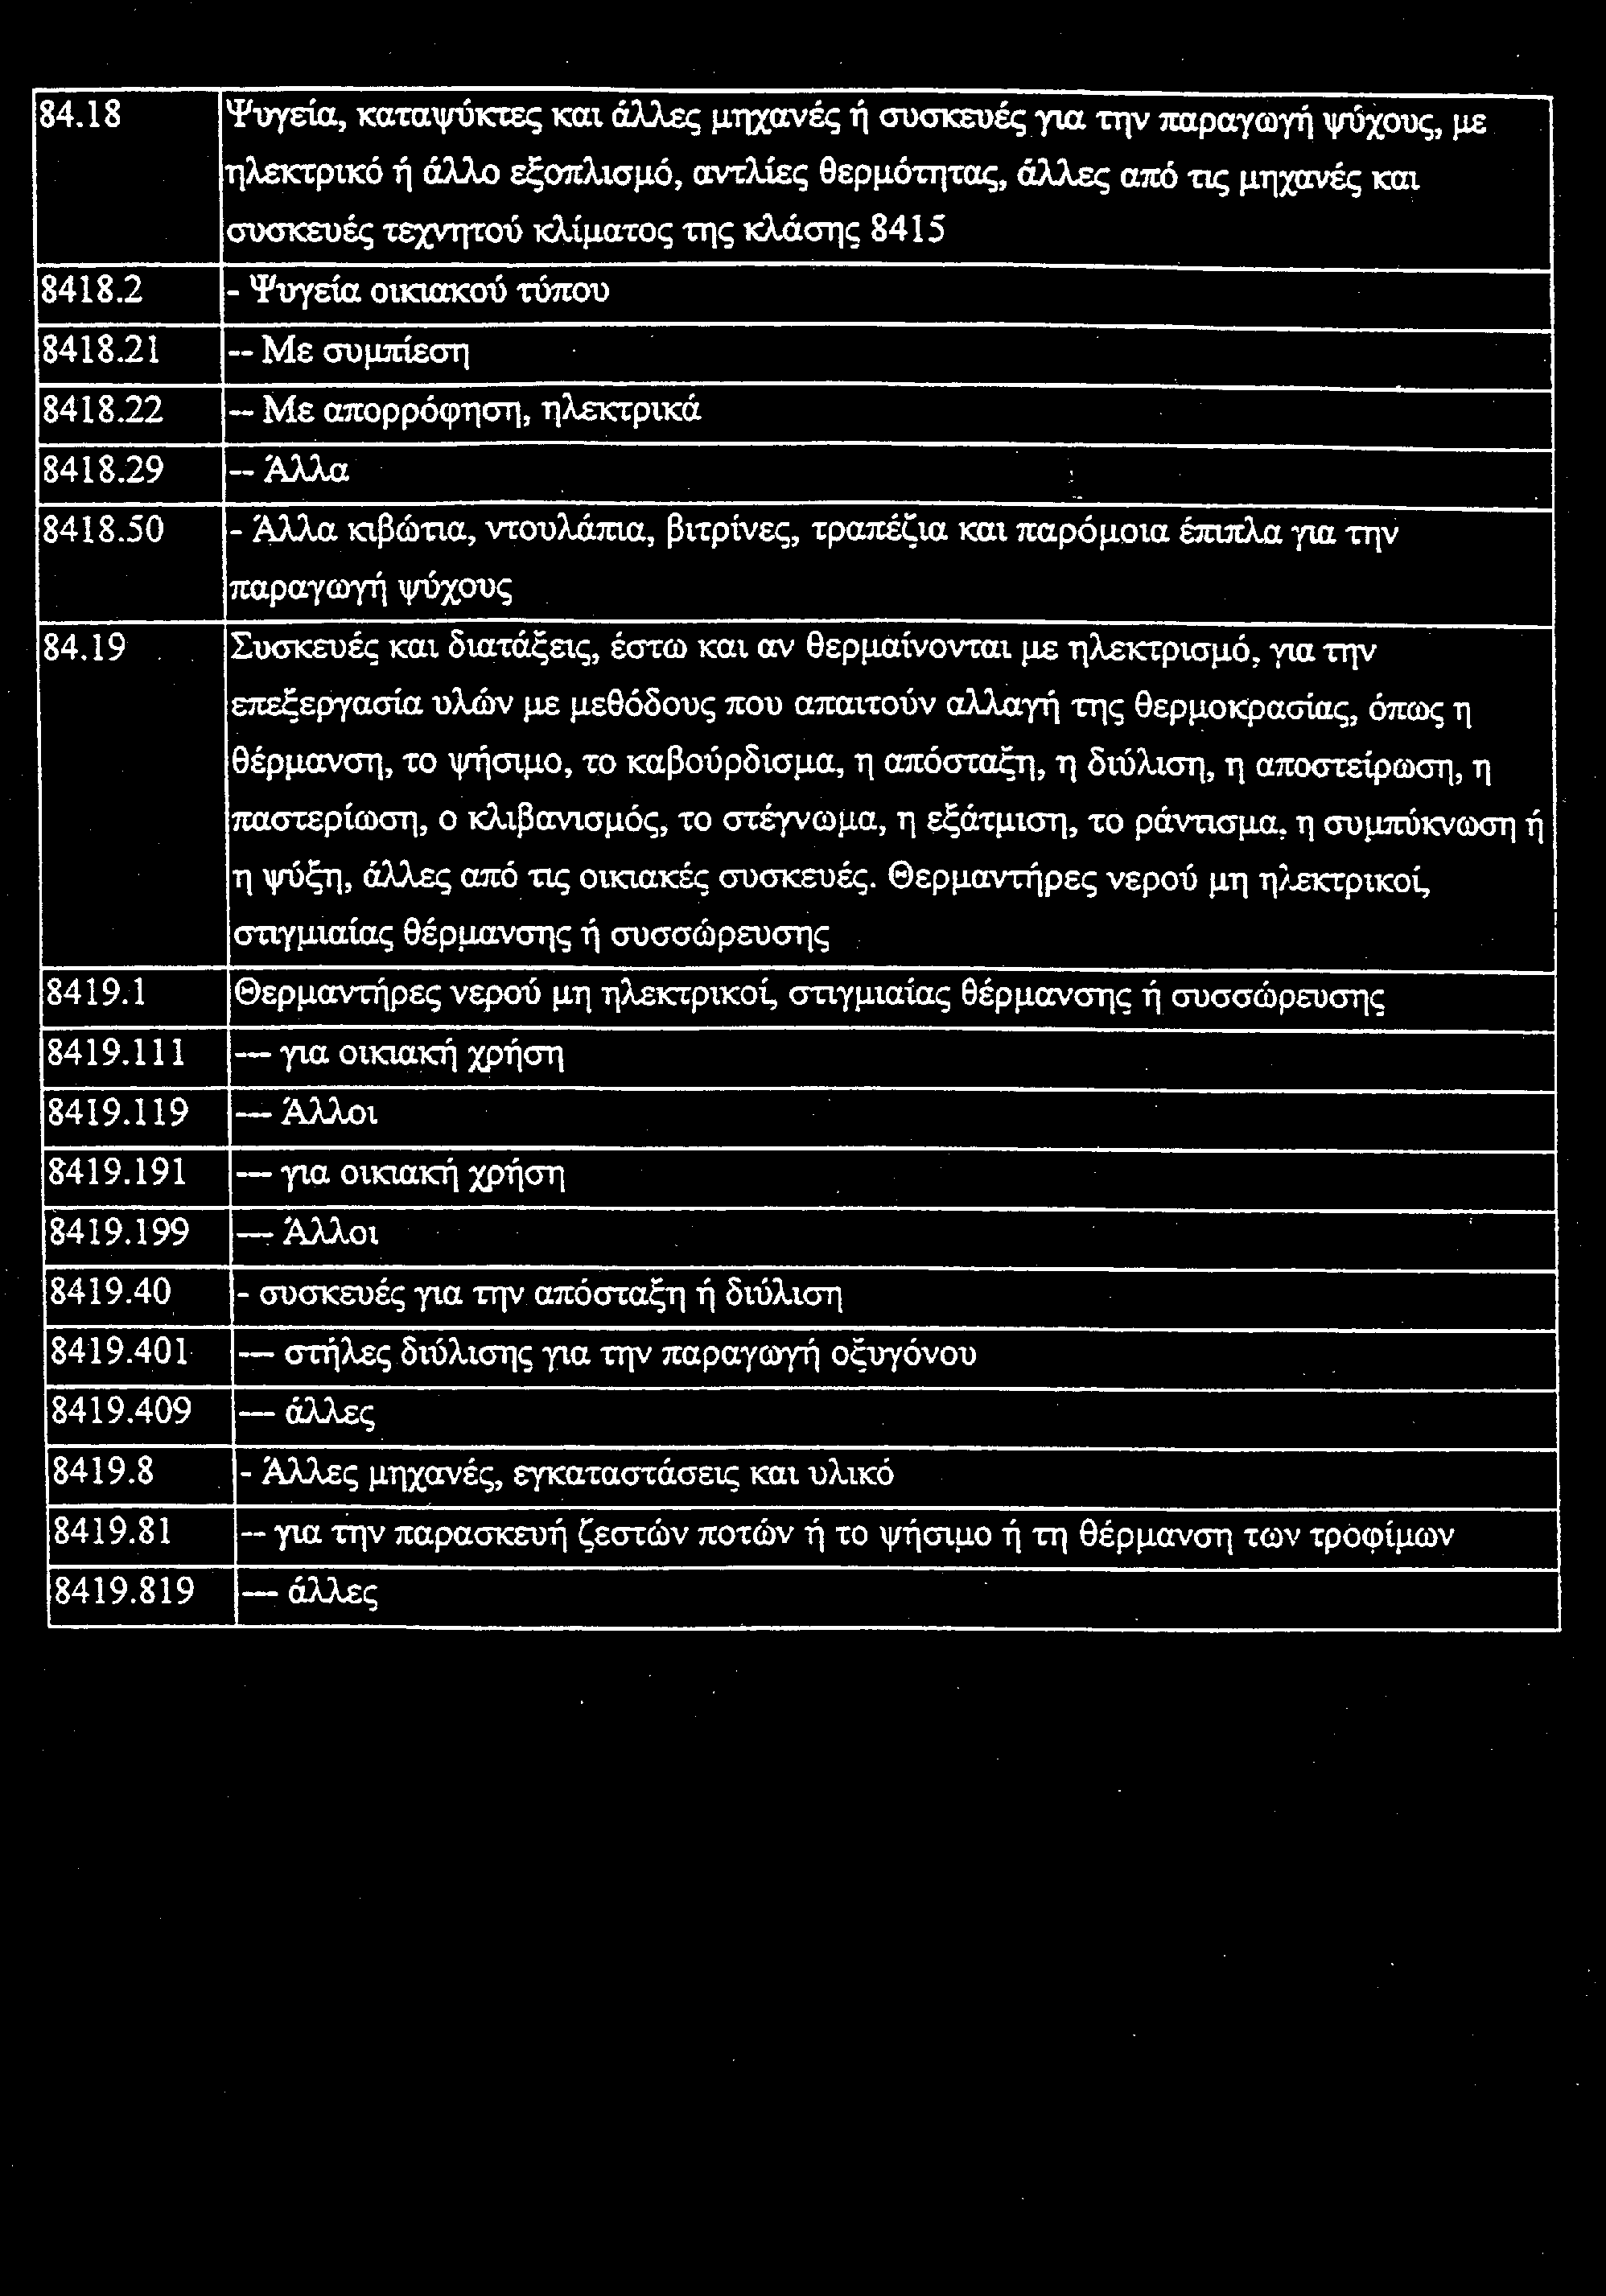 84.18 Ψυγεία, καταψύκτες και άλλες μηχανές ή συσκευές για την παραγωγή ψύχους, με
ηλεκτρικό ή άλλο εξοπλισμό, αντλίες θερμότητας, άλλες από τις μηχανές και
συσκευές τεχνητού κλίματος της κλάσης 8415
8418.2 - Ψυγεία οικιακού τύπου
8418.21 -- Με συμπίεση
8418.22 -- Με απορρόφηση, ηλεκτρικά
8418.29 -- Άλλα
8418.50 - Άλλα κιβώτια, ντουλάπια, βιτρίνες, τραπέζια και παρόμοια έπιπλα για την
παραγωγή ψύχους
84.19 Συσκευές και διατάξεις, έστω και αν θερμαίνονται με ηλεκτρισμό, για την
επεξεργασία υλών με μεθόδους που απαιτούν αλλαγή της θερμοκρασίας, όπως η
θέρμανση, το ψήσιμο, το καβούρδισμα, η απόσταξη, η διύλιση, η αποστείρωση, η
παστερίωση, ο κλιβανισμός, το στέγνωμα, η εξάτμιση, το ράντισμα, η συμπύκνωση ή
η ψύξη, άλλες από τις οικιακές συσκευές. Θερμαντήρες νερού μη ηλεκτρικοί,
στιγμιαίας θέρμανσης ή συσσώρευσης
8419.1 Θερμαντήρες νερού μη ηλεκτρικοί, στιγμιαίας θέρμανσης ή συσσώρευσης
8419.111 --- για οικιακή χρήση
8419.119 --- Άλλοι
8419.191 --- για οικιακή χρήση
8419.199 --- Άλλοι
8419.40 - συσκευές για την απόσταξη ή διύλιση
8419.401 --- στήλες διύλισης για την παραγωγή οξυγόνου
8419.409 --- άλλες
8419.8 - Άλλες μηχανές, εγκαταστάσεις και υλικό
8419.81 -- για την παρασκευή ζεστών ποτών ή το ψήσιμο ή τη θέρμανση των τροφίμων
8419.819 --- άλλες